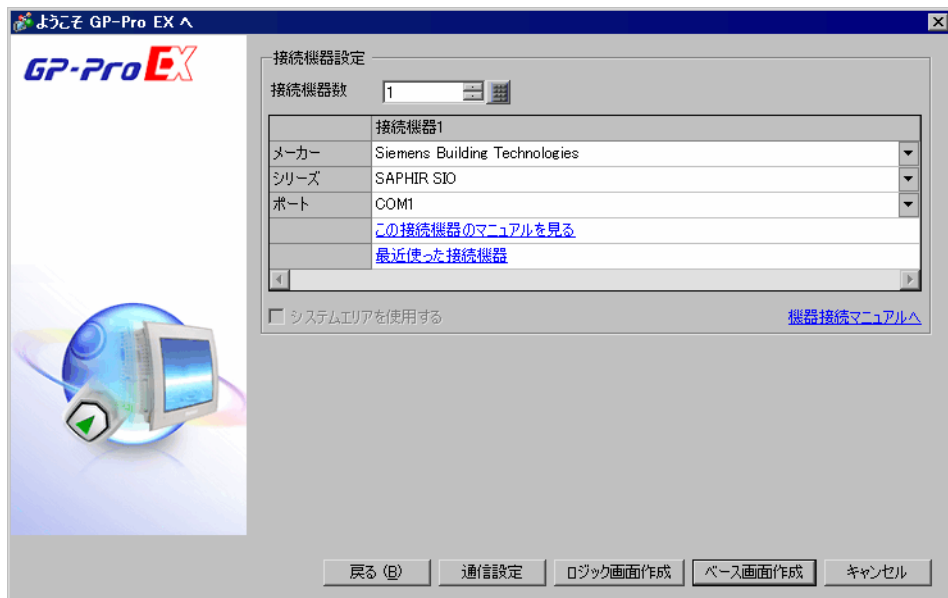 ようこそ GP-Pro EX へ
GP-Pro EX
接続機器設定
接続機器数 1
接続機器1
メーカー Siemens Building Technologies
シリーズ SAPHIR SIO
ポート COM1
この接続機器のマニュアルを見る
最近使った接続機器
システムエリアを使用する 機器接続マニュアルへ
戻る (B) 通信設定 ロジック画面作成 ベース画面作成 キャンセル